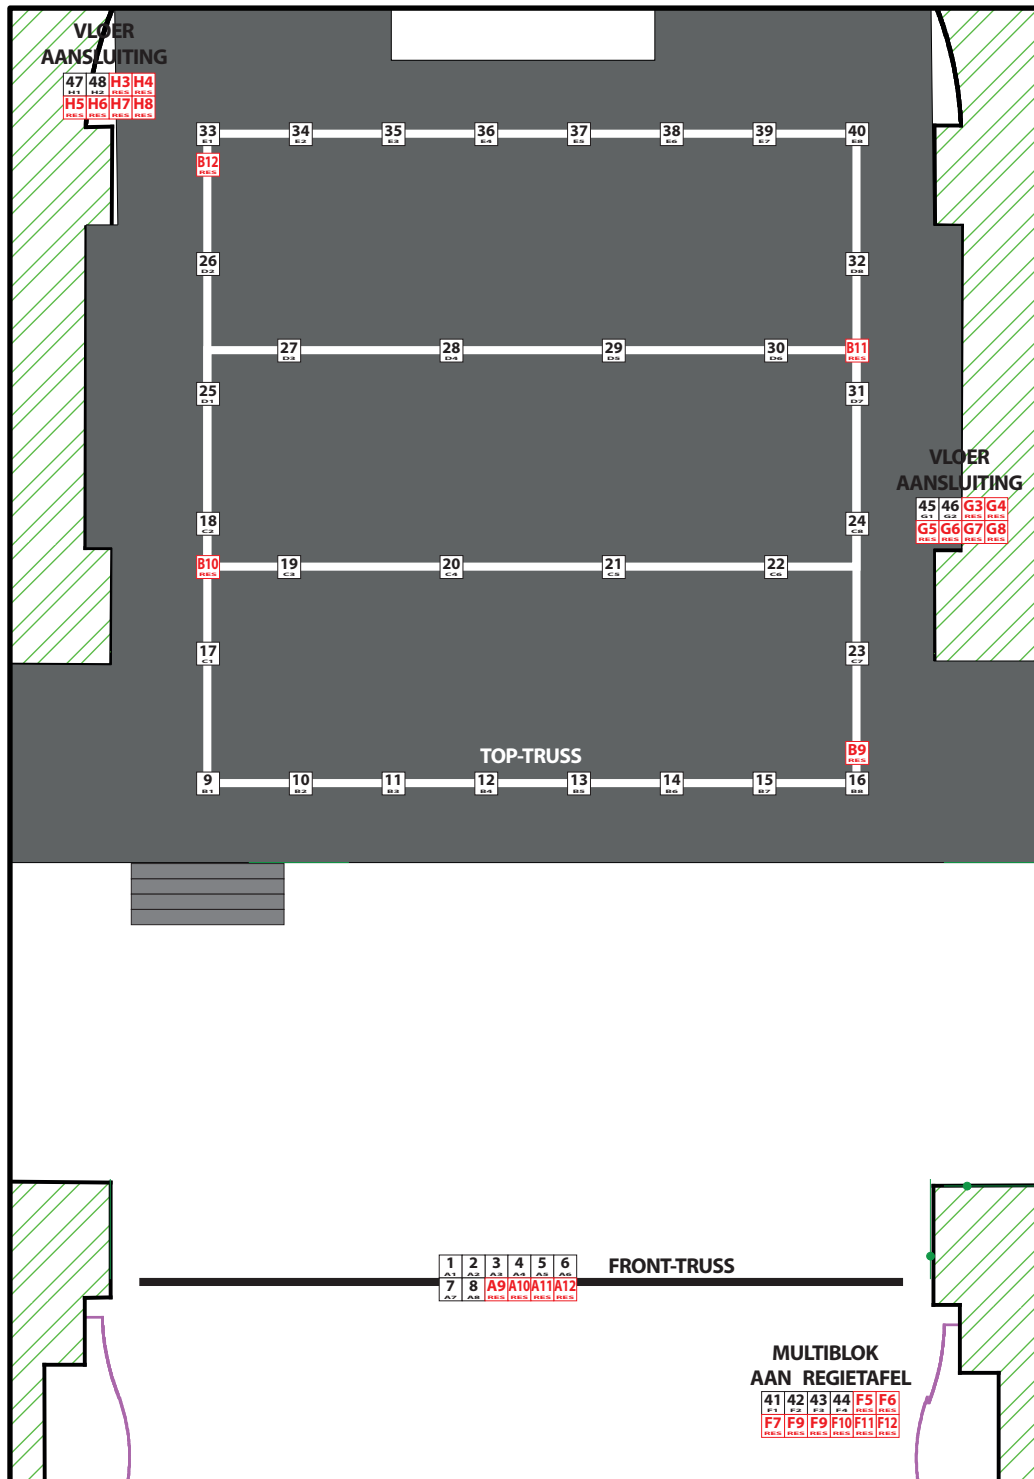 VLOER
AANSLUITING
47 48 H3 H4
H1 H2 RES RES
H5 H6 H7 H8
RES RES RES RES
33 34 35 36 37 38 39 40
E1 E2 E3 E4 E5 E6 E7 E8
B12
RES
26 32
D2 D8
27 28 29 30 B11
D3 D4 D5 D6 RES
25 31
D1 D7
VLOER
AANSLUITING
45 46 G3 G4
G1 G2 RES RES
G5 G6 G7 G8
RES RES RES RES
18 24
C2 C8
B10 19 20 21 22
RES C3 C4 C5 C6
17 23
C1 C7
TOP-TRUSS
B9
RES
9 10 11 12 13 14 15 16
B1 B2 B3 B4 B5 B6 B7 B8
1 2 3 4 5 6
A1 A2 A3 A4 A5 A6
FRONT-TRUSS
7 8 A9 A10 A11 A12
A7 A8 RES RES RES RES
MULTIBLOK
AAN REGIETAFEL
41 42 43 44 F5 F6
F1 F2 F3 F4 RES RES
F7 F9 F9 F10 F11 F12
RES RES RES RES RES RES